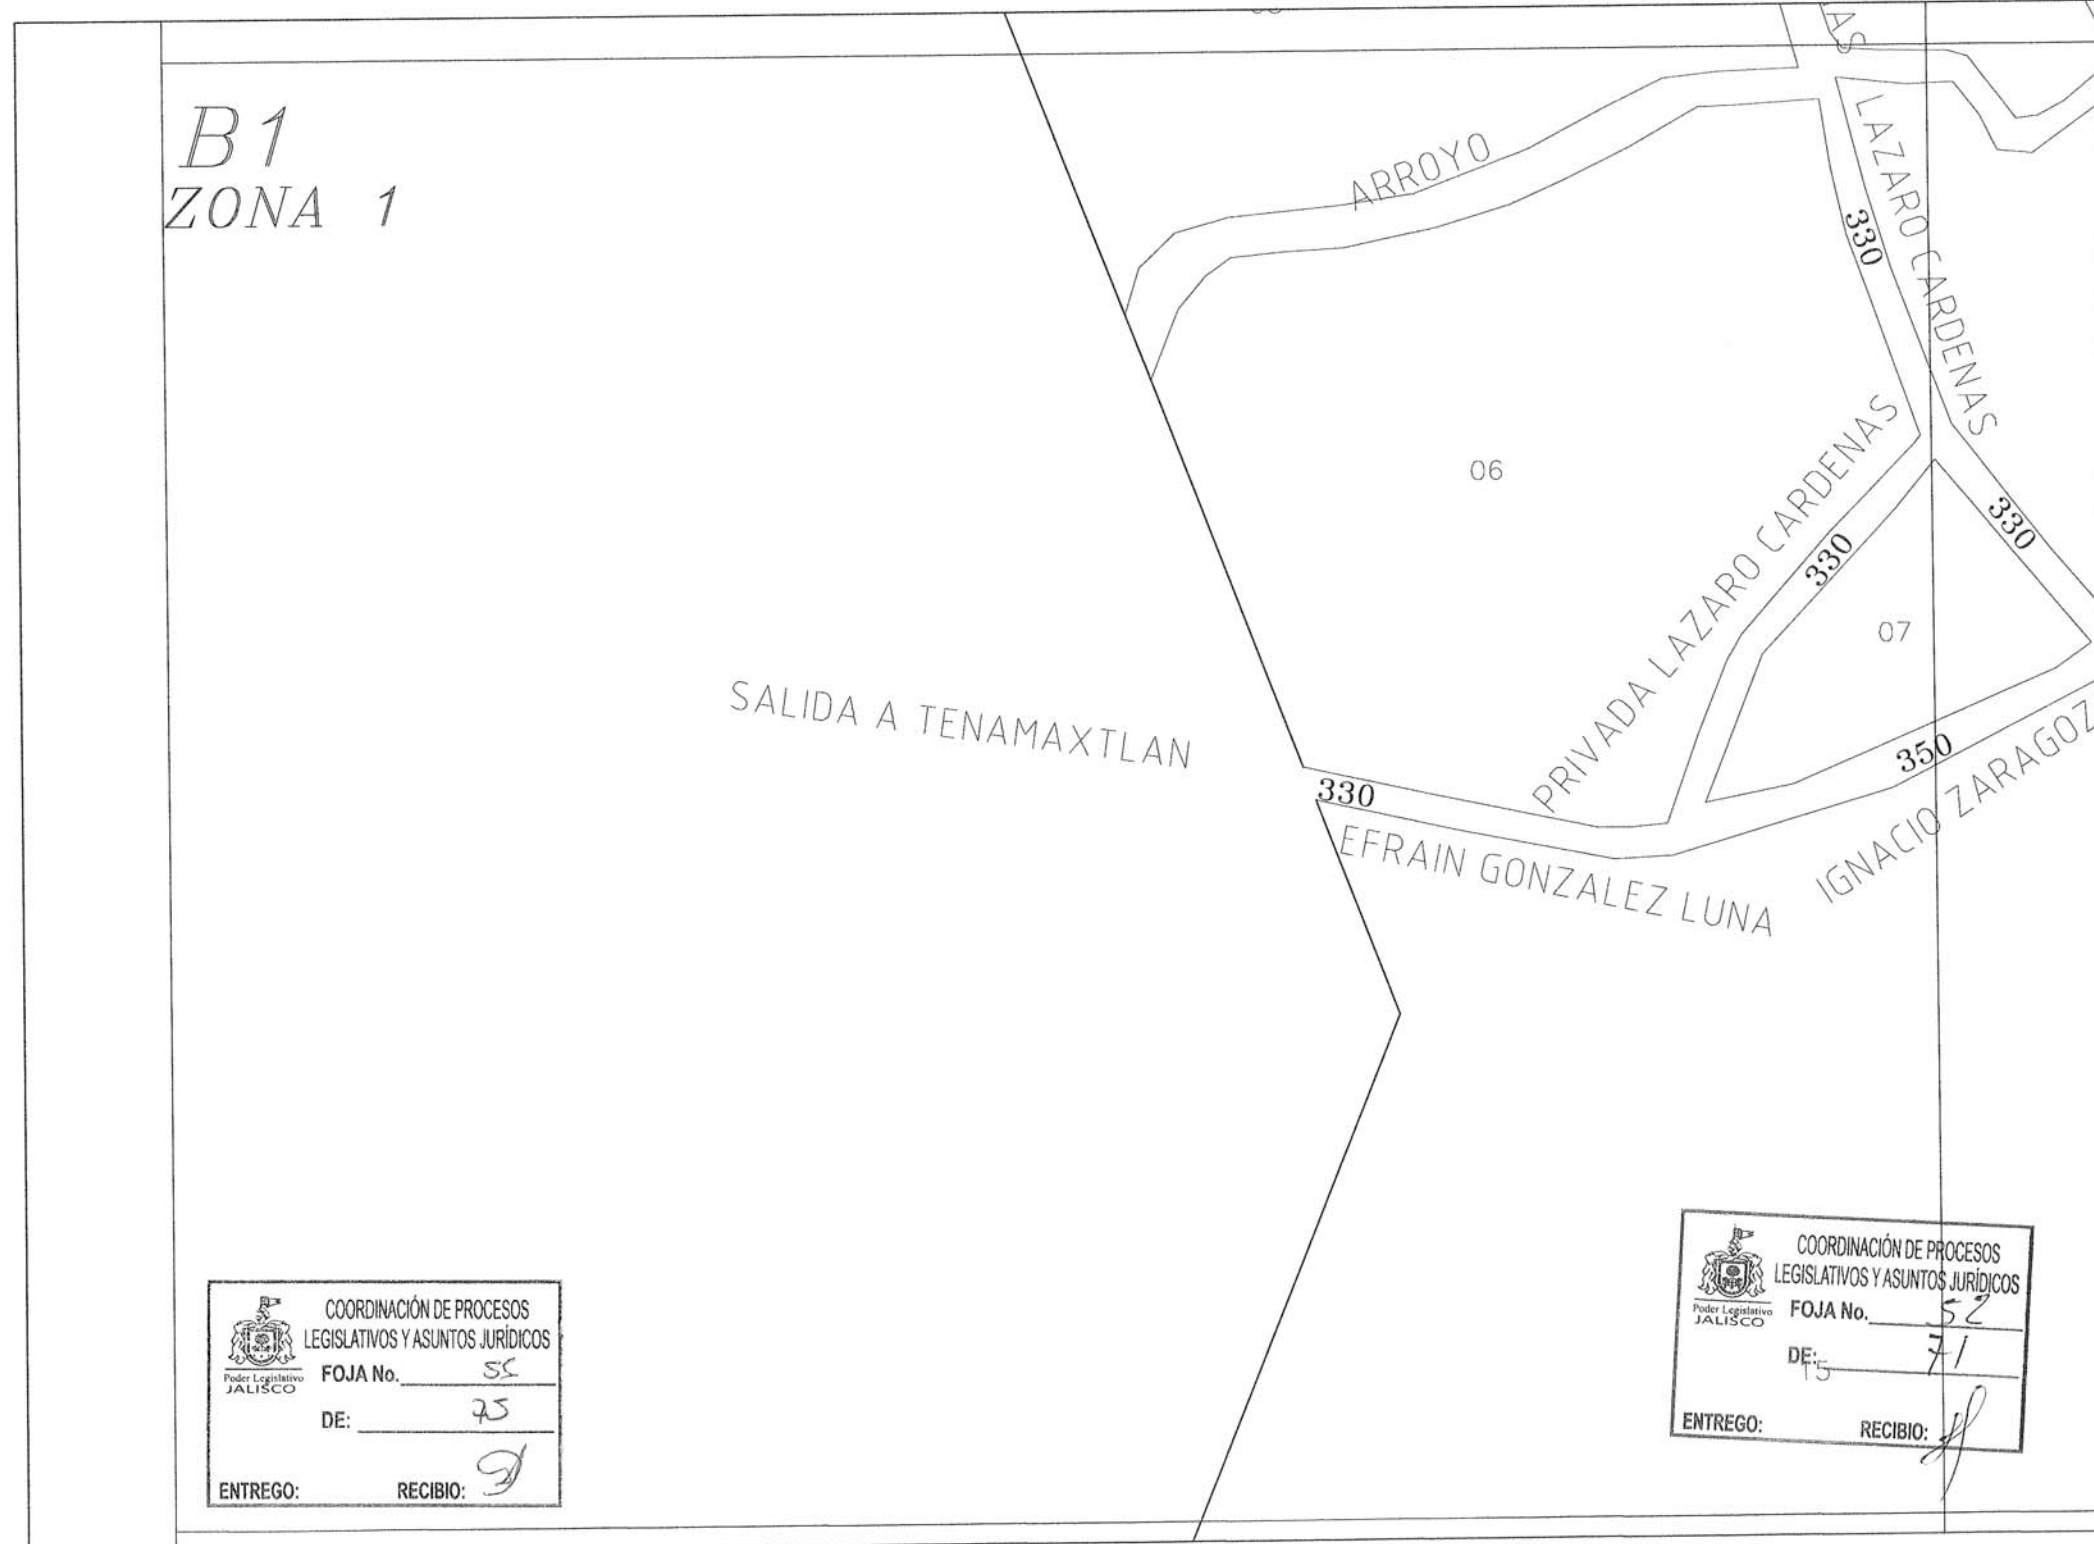 B1
ZONA 1
ARROYO
LAZARO CARDENAS
330
06
PRIVADA LAZARO CARDENAS
330
330
07
SALIDA A TENAMAXTLAN
330
350
EFRAIN GONZALEZ LUNA
IGNACIO ZARAGOZ
COORDINACIÓN DE PROCESOS
LEGISLATIVOS Y ASUNTOS JURÍDICOS
Poder Legislativo
JALISCO
FOJA No. 52
DE: 71
15
ENTREGO: RECIBIO:
COORDINACIÓN DE PROCESOS
LEGISLATIVOS Y ASUNTOS JURÍDICOS
Poder Legislativo
JALISCO
FOJA No.
DE: 75
ENTREGO: RECIBIO: